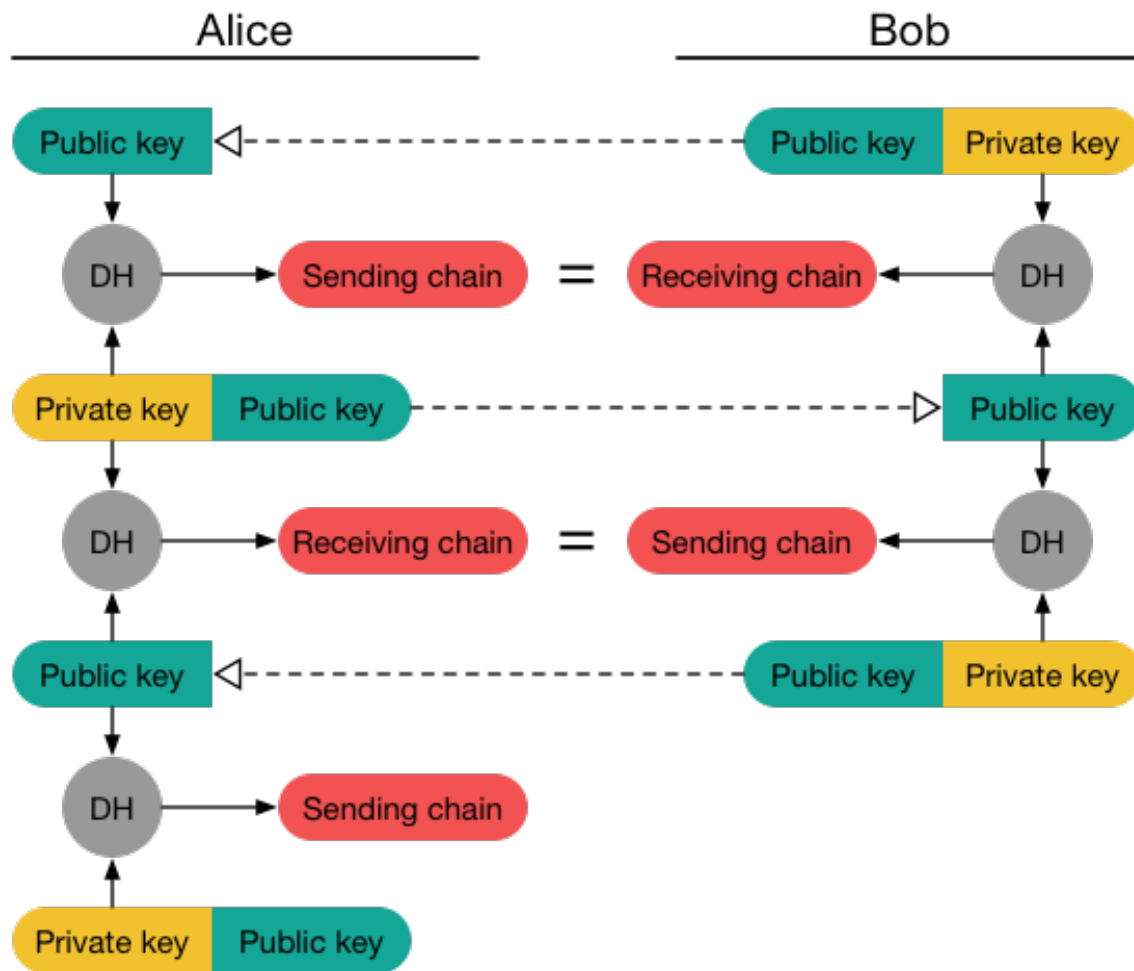 Alice Bob
Public key Public key Private key
DH Sending chain = Receiving chain DH
Private key Public key Public key
DH Receiving chain = Sending chain DH
Public key Public key Private key
DH Sending chain
Private key Public key